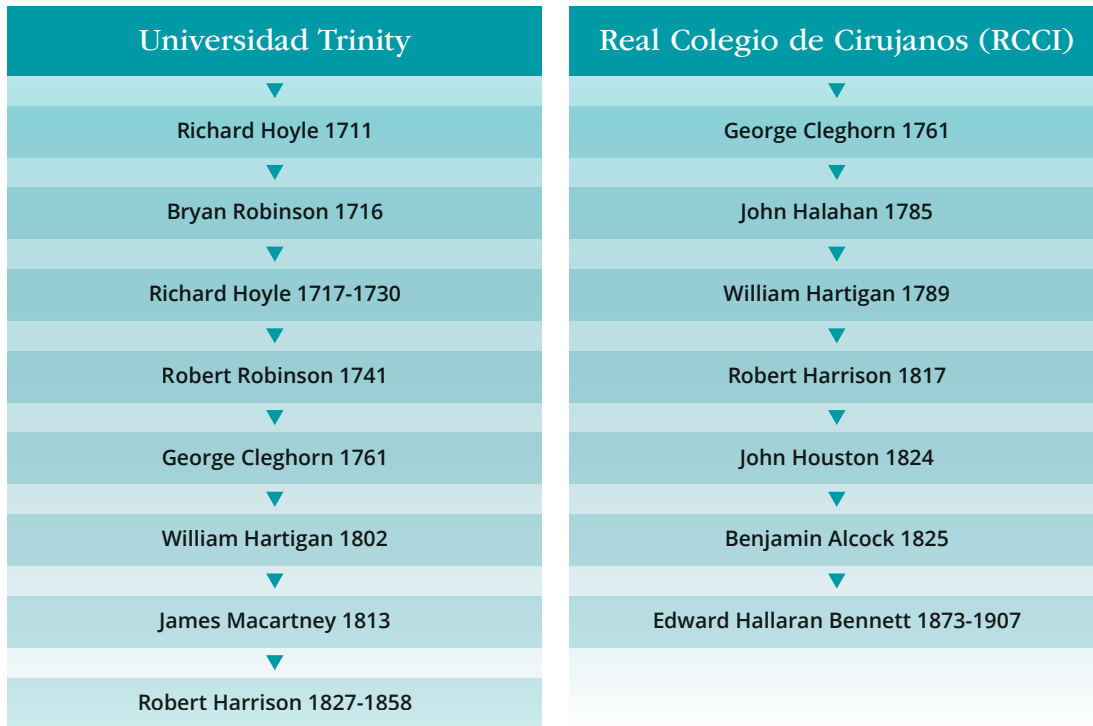 Universidad Trinity
Richard Hoyle 1711
Bryan Robinson 1716
Richard Hoyle 1717-1730
Robert Robinson 1741
George Cleghorn 1761
William Hartigan 1802
James Macartney 1813
Robert Harrison 1827-1858
Real Colegio de Cirujanos (RCCI)
George Cleghorn 1761
John Halahan 1785
William Hartigan 1789
Robert Harrison 1817
John Houston 1824
Benjamin Alcock 1825
Edward Hallaran Bennett 1873-1907